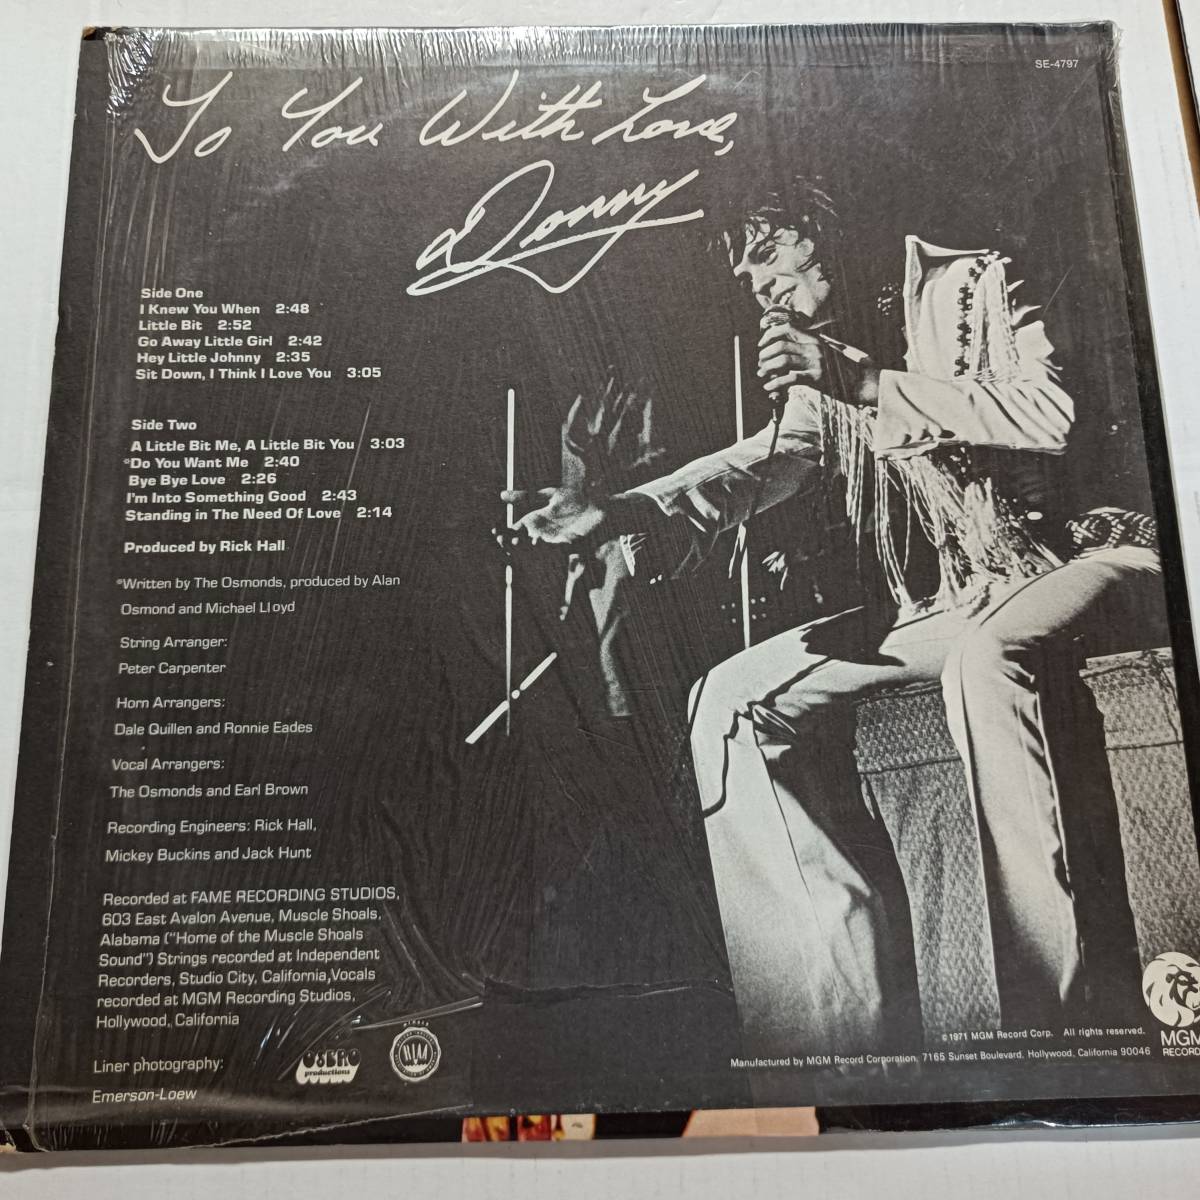 SE-4797
To You With Love,
Donny
Side One
I Knew You When 2:48
Little Bit 2:52
Go Away Little Girl 2:42
Hey Little Johnny 2:35
Sit Down, I Think I Love You 3:05
Side Two
A Little Bit Me, A Little Bit You 3:03
*Do You Want Me 2:40
Bye Bye Love 2:26
I'm Into Something Good 2:43
Standing in The Need Of Love 2:14
Produced by Rick Hall
*Written by The Osmonds, produced by Alan
Osmond and Michael Lloyd
String Arranger:
Peter Carpenter
Horn Arrangers:
Dale Quillen and Ronnie Eades
Vocal Arrangers:
The Osmonds and Earl Brown
Recording Engineers: Rick Hall,
Mickey Buckins and Jack Hunt
Recorded at FAME RECORDING STUDIOS,
603 East Avalon Avenue, Muscle Shoals,
Alabama ("Home of the Muscle Shoals
Sound") Strings recorded at Independent
Recorders, Studio City, California,Vocals
recorded at MGM Recording Studios,
Hollywood, California
Liner photography:
Emerson-Loew
OSBRO
productions
MEMBER
©1971 MGM Record Corp. All rights reserved.
Manufactured by MGM Record Corporation, 7165 Sunset Boulevard, Hollywood, California 90046
MGM
RECORD